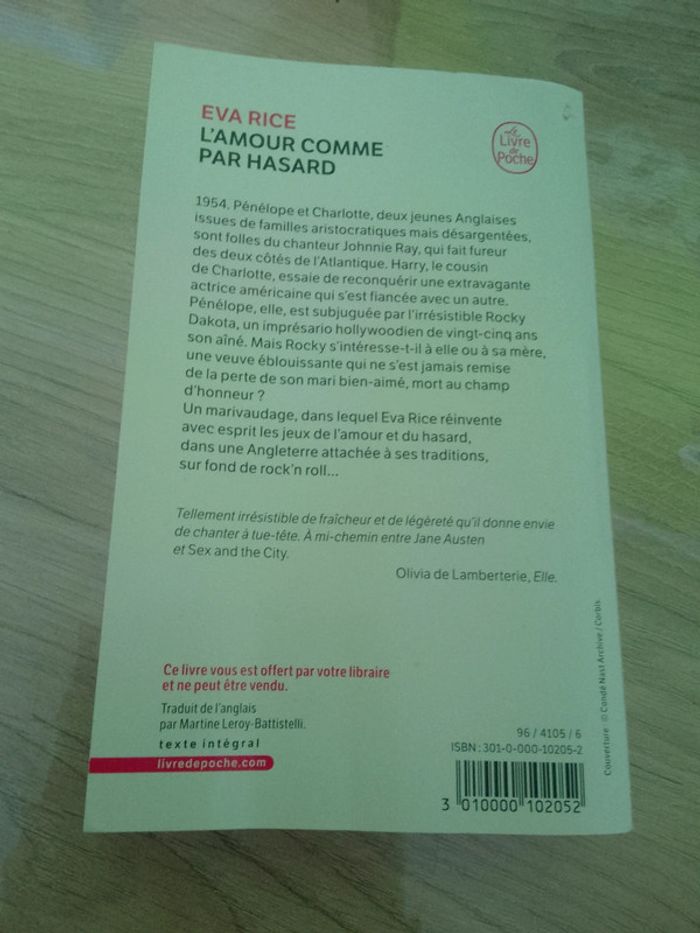 EVA RICE
L'AMOUR COMME
PAR HASARD
Le
Livre
de
Poche
1954. Pénélope et Charlotte, deux jeunes Anglaises
issues de familles aristocratiques mais désargentées,
sont folles du chanteur Johnnie Ray, qui fait fureur
des deux côtés de l'Atlantique. Harry, le cousin
de Charlotte, essaie de reconquérir une extravagante
actrice américaine qui s'est fiancée avec un autre.
Pénélope, elle, est subjuguée par l'irrésistible Rocky
Dakota, un imprésario hollywoodien de vingt-cinq ans
son aîné. Mais Rocky s'intéresse-t-il à elle ou à sa mère,
une veuve éblouissante qui ne s'est jamais remise
de la perte de son mari bien-aimé, mort au champ
d'honneur ?
Un marivaudage, dans lequel Eva Rice réinvente
avec esprit les jeux de l'amour et du hasard,
dans une Angleterre attachée à ses traditions,
sur fond de rock'n roll...
Tellement irrésistible de fraîcheur et de légèreté qu'il donne envie
de chanter à tue-tête. À mi-chemin entre Jane Austen
et Sex and the City.
Olivia de Lamberterie, Elle.
Ce livre vous est offert par votre libraire
et ne peut être vendu.
Traduit de l'anglais
par Martine Leroy-Battistelli.
texte intégral
livredepoche.com
96 / 4105 / 6
ISBN : 301-0-000-10205-2
3 010000 102052
Couverture : © Condé Nast Archive / Corbis.